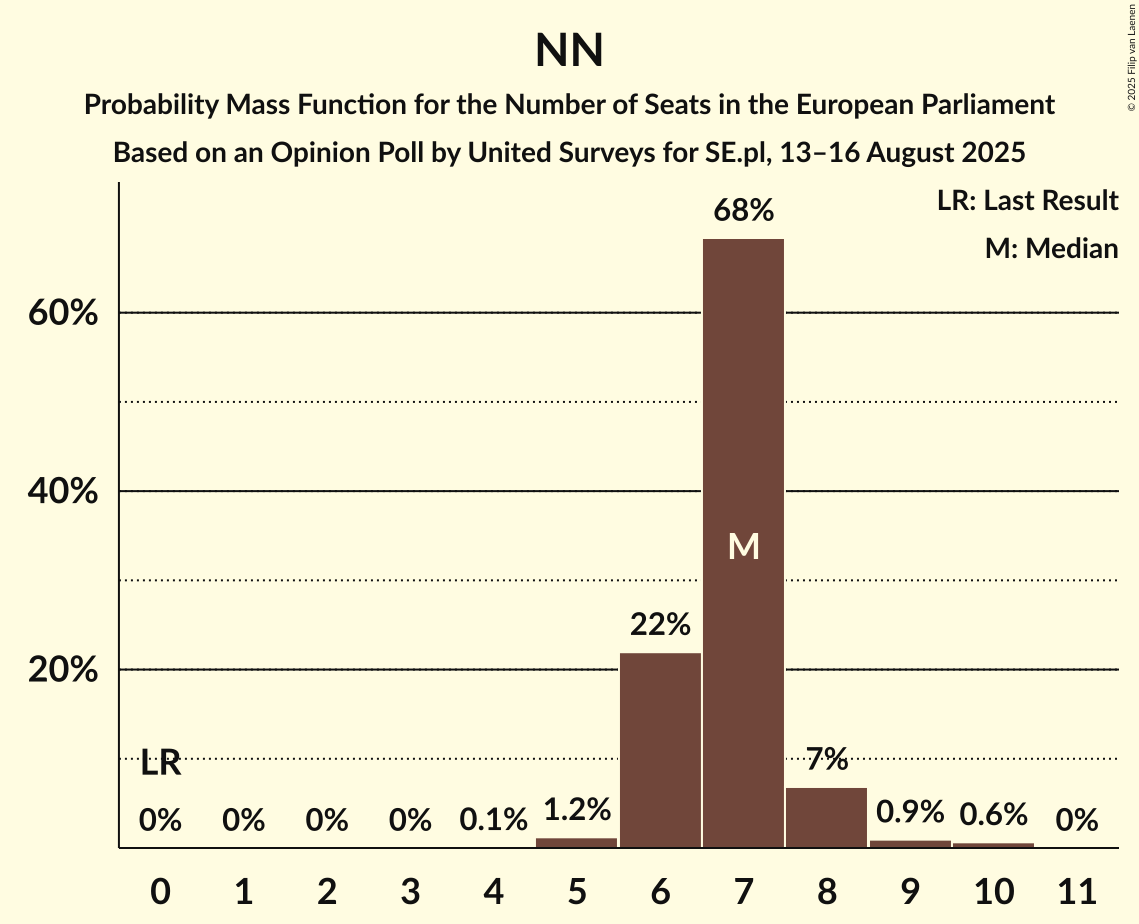 NN
Probability Mass Function for the Number of Seats in the European Parliament
Based on an Opinion Poll by United Surveys for SE.pl, 13–16 August 2025
© 2025 Filip van Laenen
LR: Last Result
M: Median
68%
60%
40%
M
22%
20%
LR
7%
0% 0% 0% 0% 0.1% 1.2% 0.9% 0.6% 0%
0 1 2 3 4 5 6 7 8 9 10 11